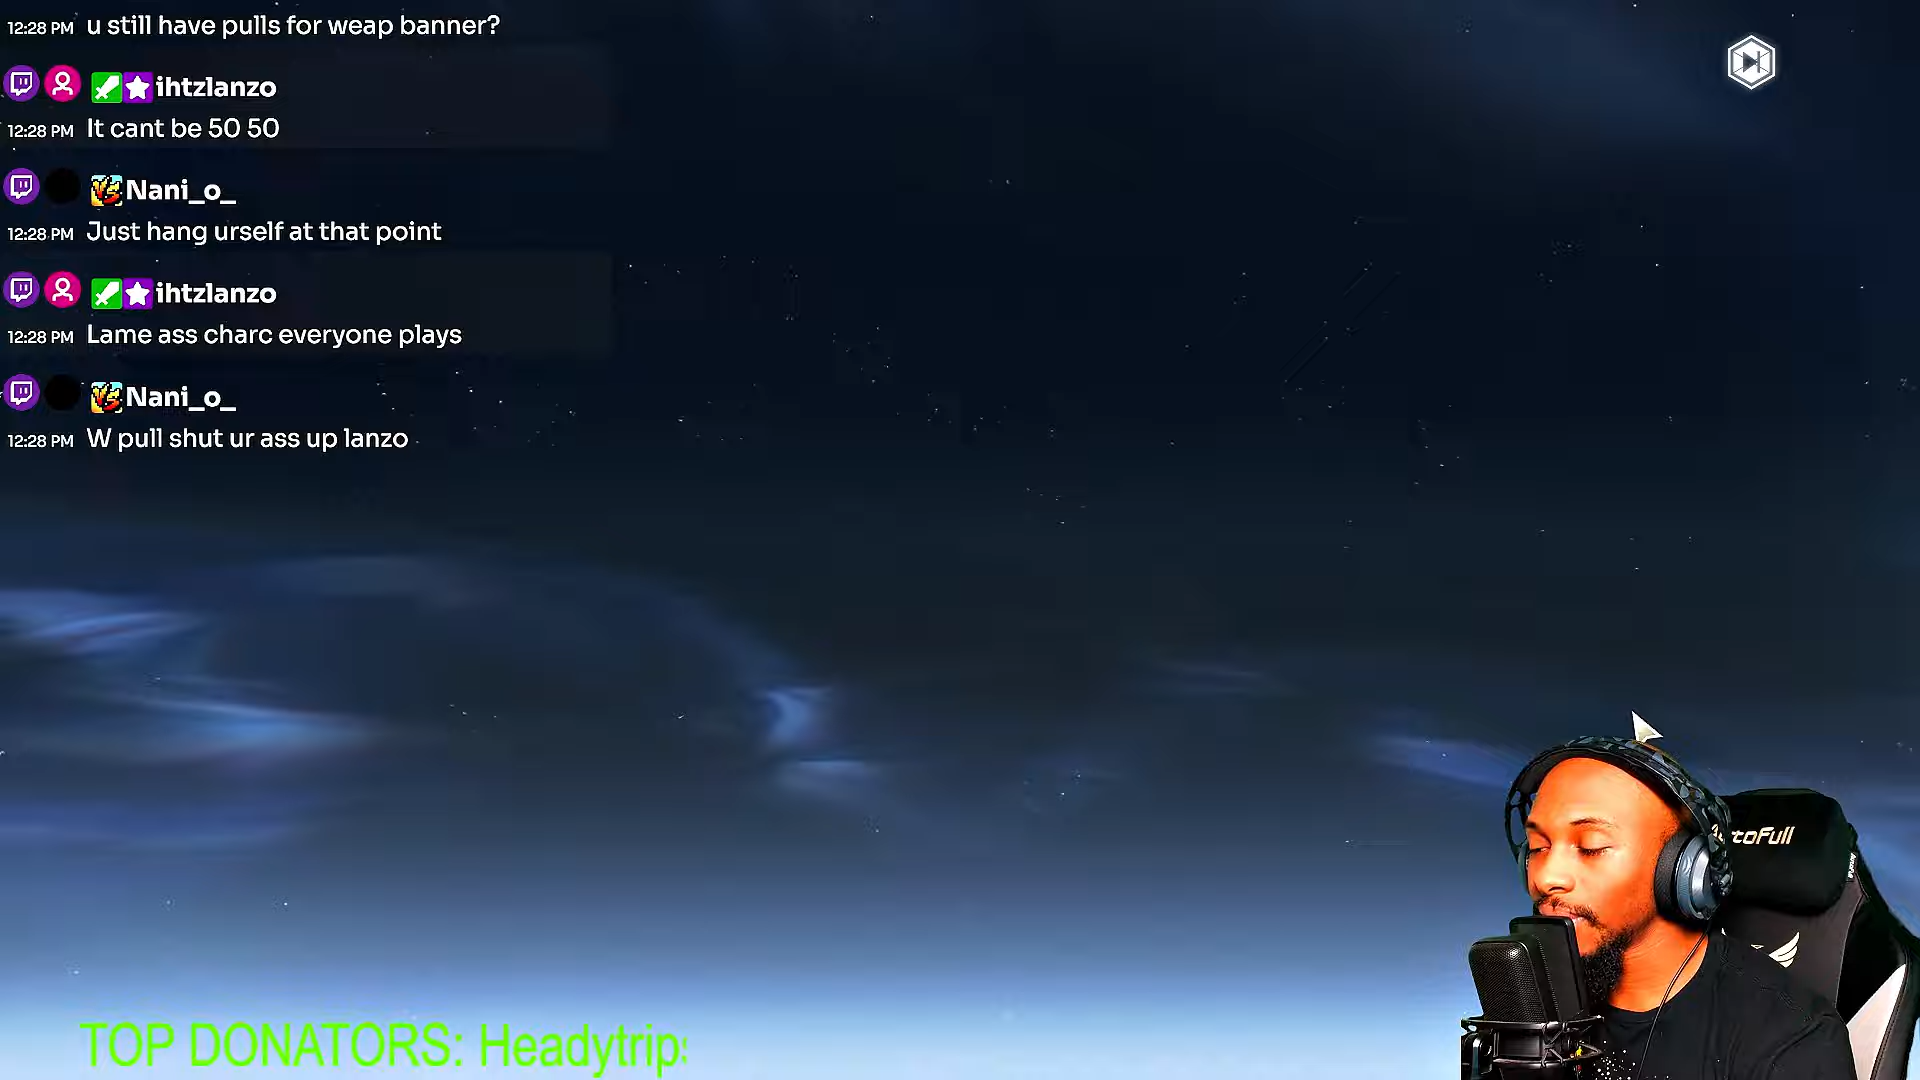 12:28 PM u still have pulls for weap banner?
ihtzlanzo
12:28 PM It cant be 50 50
Nani_o_
12:28 PM Just hang urself at that point
ihtzlanzo
12:28 PM Lame ass charc everyone plays
Nani_o_
12:28 PM W pull shut ur ass up lanzo
AutoFull
TOP DONATORS: Headytrips